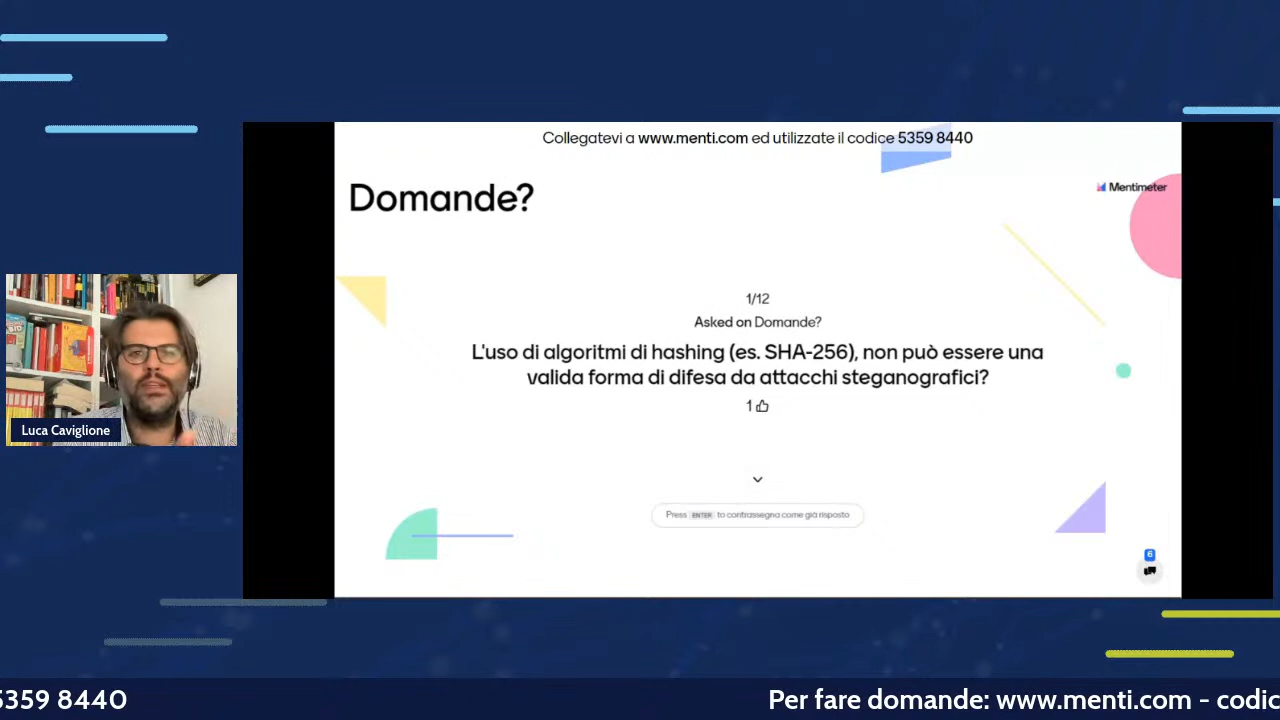 Collegatevi a www.menti.com ed utilizzate il codice 5359 8440
Domande?
Mentimeter
1/12
Asked on Domande?
L'uso di algoritmi di hashing (es. SHA-256), non può essere una
valida forma di difesa da attacchi steganografici?
1
Press ENTER to contrassegna come già risposto
6
Luca Caviglione
5359 8440
Per fare domande: www.menti.com - codic